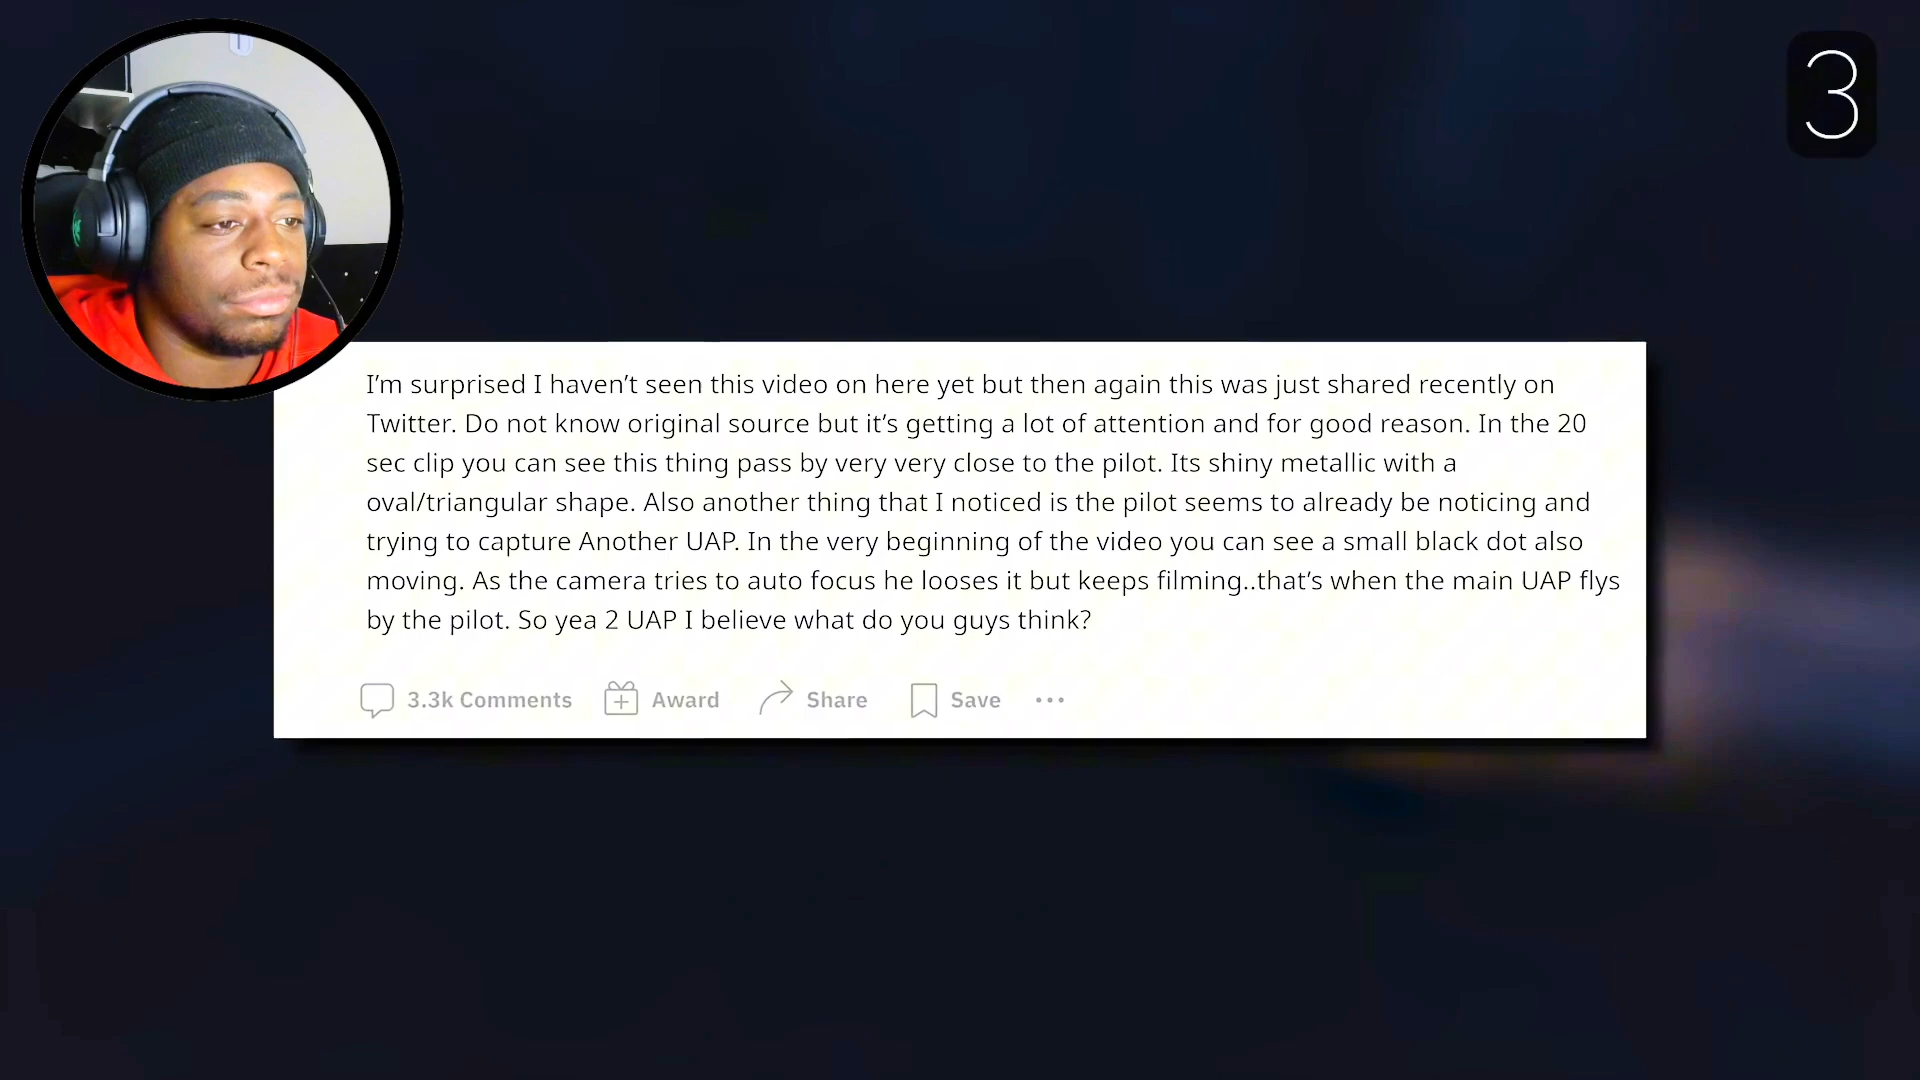 3
I’m surprised I haven’t seen this video on here yet but then again this was just shared recently on
Twitter. Do not know original source but it’s getting a lot of attention and for good reason. In the 20
sec clip you can see this thing pass by very very close to the pilot. Its shiny metallic with a
oval/triangular shape. Also another thing that I noticed is the pilot seems to already be noticing and
trying to capture Another UAP. In the very beginning of the video you can see a small black dot also
moving. As the camera tries to auto focus he looses it but keeps filming..that’s when the main UAP flys
by the pilot. So yea 2 UAP I believe what do you guys think?
3.3k Comments Award Share Save